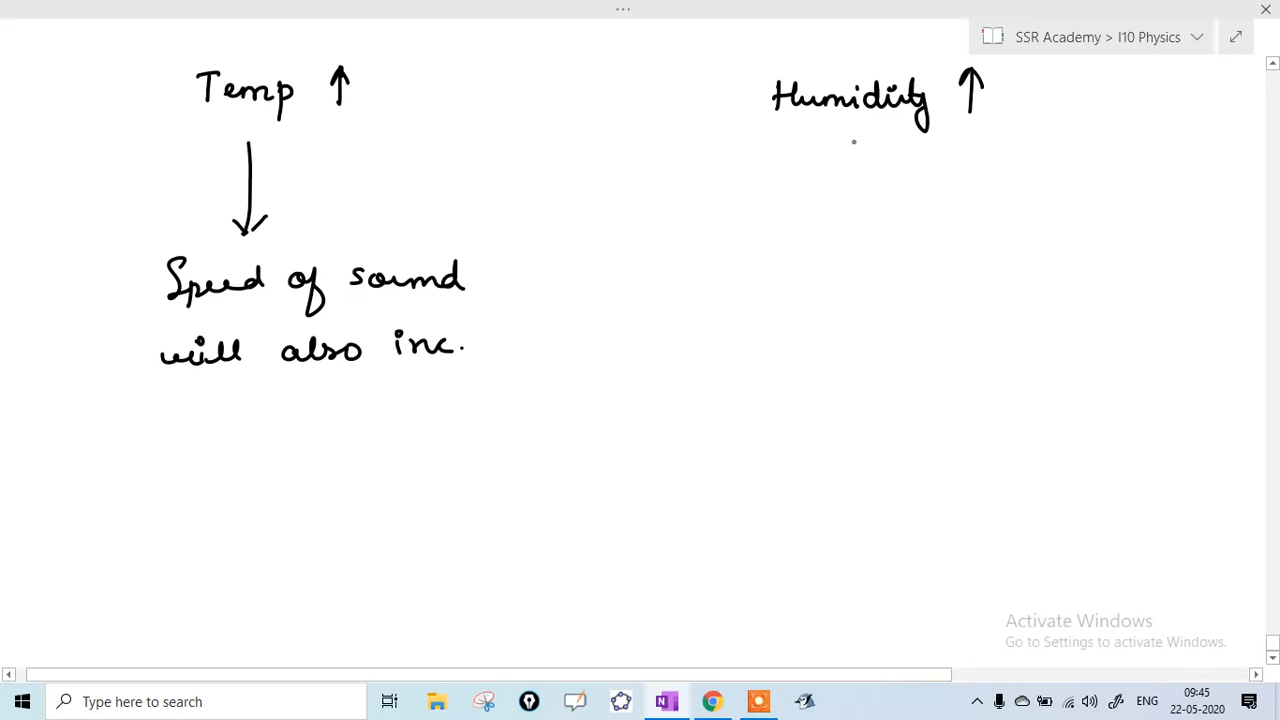 SSR Academy > I10 Physics
Temp ↑
Humidity ↑
Speed of sound
will also inc.
Activate Windows
Go to Settings to activate Windows.
Type here to search
ENG
09:45
22-05-2020